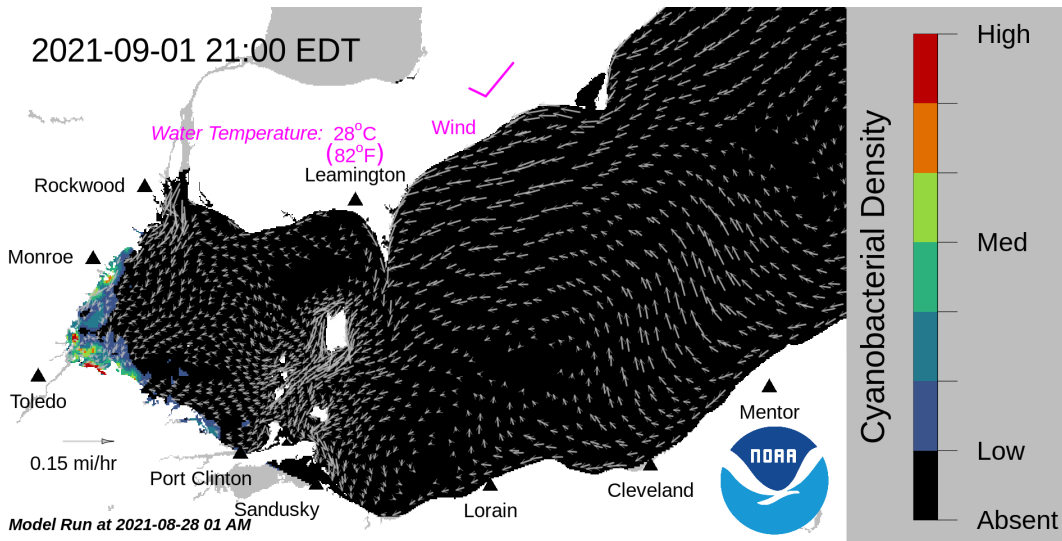 2021-09-01 21:00 EDT
High
Wind
Water Temperature: 28°C
(82°F)
Leamington
Rockwood
Cyanobacterial Density
Med
Monroe
Toledo
Mentor
0.15 mi/hr
NOAA
Low
Port Clinton
Cleveland
Sandusky
Lorain
Model Run at 2021-08-28 01 AM
Absent